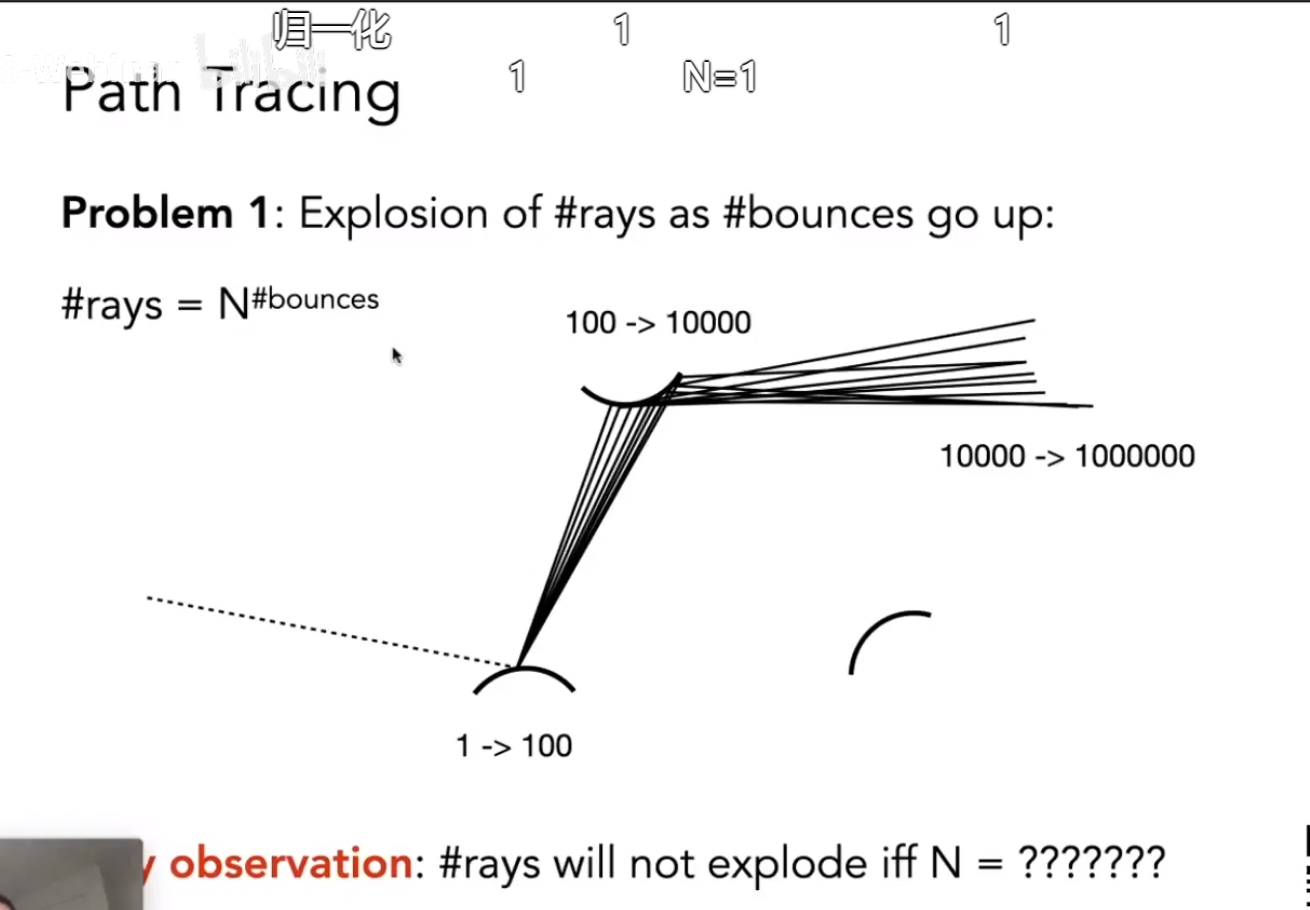 归一化
1
1
1
N=1
Path Tracing
Problem 1: Explosion of #rays as #bounces go up:
#rays = N#bounces
100 -> 10000
10000 -> 1000000
1 -> 100
observation: #rays will not explode iff N = ???????